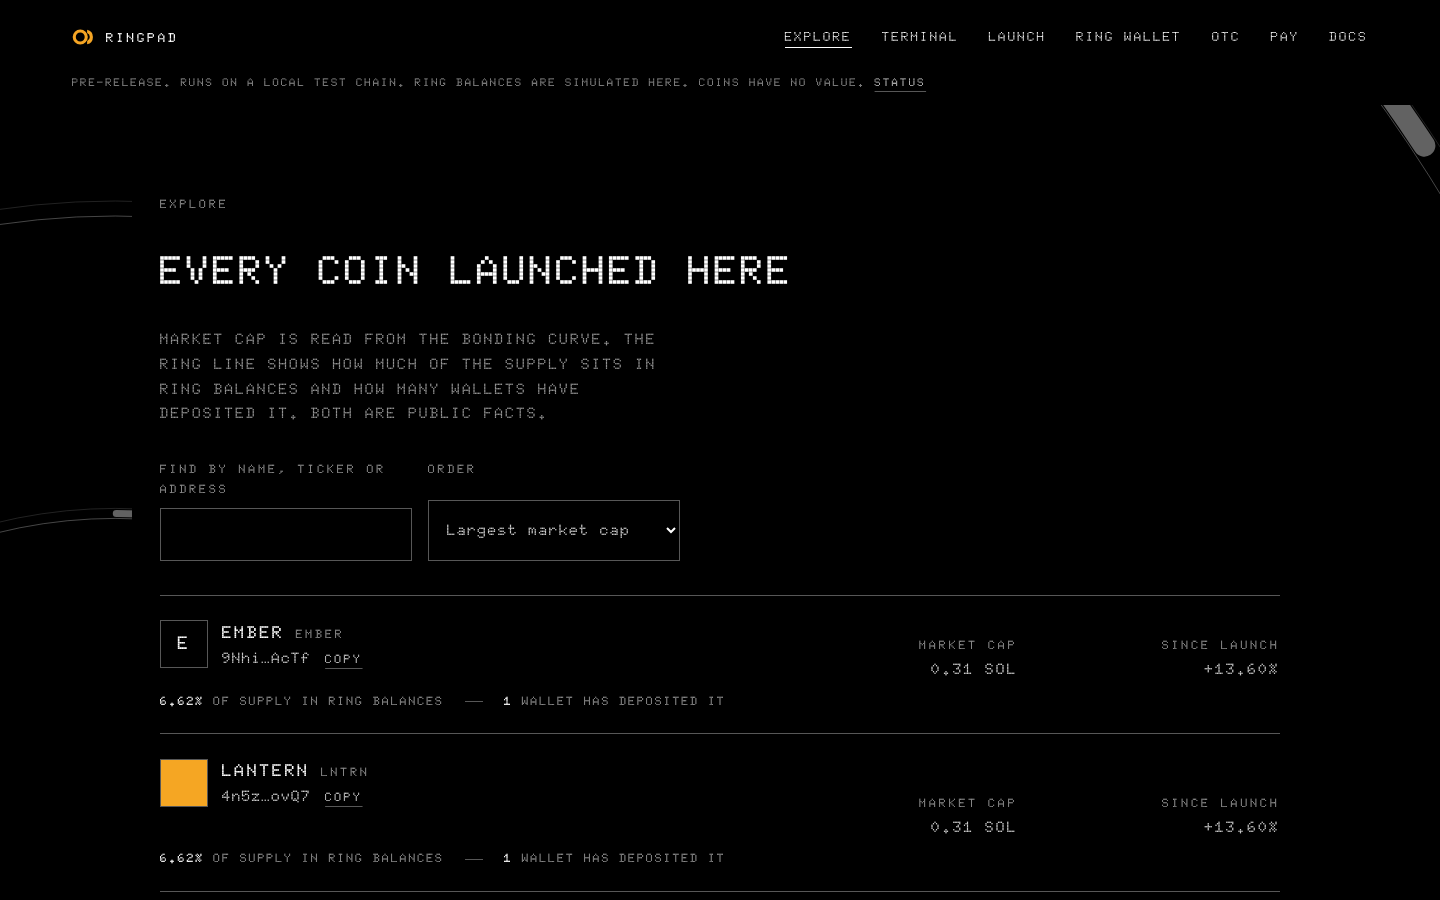 RINGPAD
EXPLORE TERMINAL LAUNCH RING WALLET OTC PAY DOCS
PRE-RELEASE. RUNS ON A LOCAL TEST CHAIN. RING BALANCES ARE SIMULATED HERE. COINS HAVE NO VALUE. STATUS
EXPLORE
EVERY COIN LAUNCHED HERE
MARKET CAP IS READ FROM THE BONDING CURVE. THE
RING LINE SHOWS HOW MUCH OF THE SUPPLY SITS IN
RING BALANCES AND HOW MANY WALLETS HAVE
DEPOSITED IT. BOTH ARE PUBLIC FACTS.
FIND BY NAME, TICKER OR
ADDRESS
ORDER
Largest market cap
E
EMBER EMBER
9Nhi…AcTf COPY
MARKET CAP
0.31 SOL
SINCE LAUNCH
+13.60%
6.62% OF SUPPLY IN RING BALANCES — 1 WALLET HAS DEPOSITED IT
LANTERN LNTRN
4n5z…ovQ7 COPY
MARKET CAP
0.31 SOL
SINCE LAUNCH
+13.60%
6.62% OF SUPPLY IN RING BALANCES — 1 WALLET HAS DEPOSITED IT